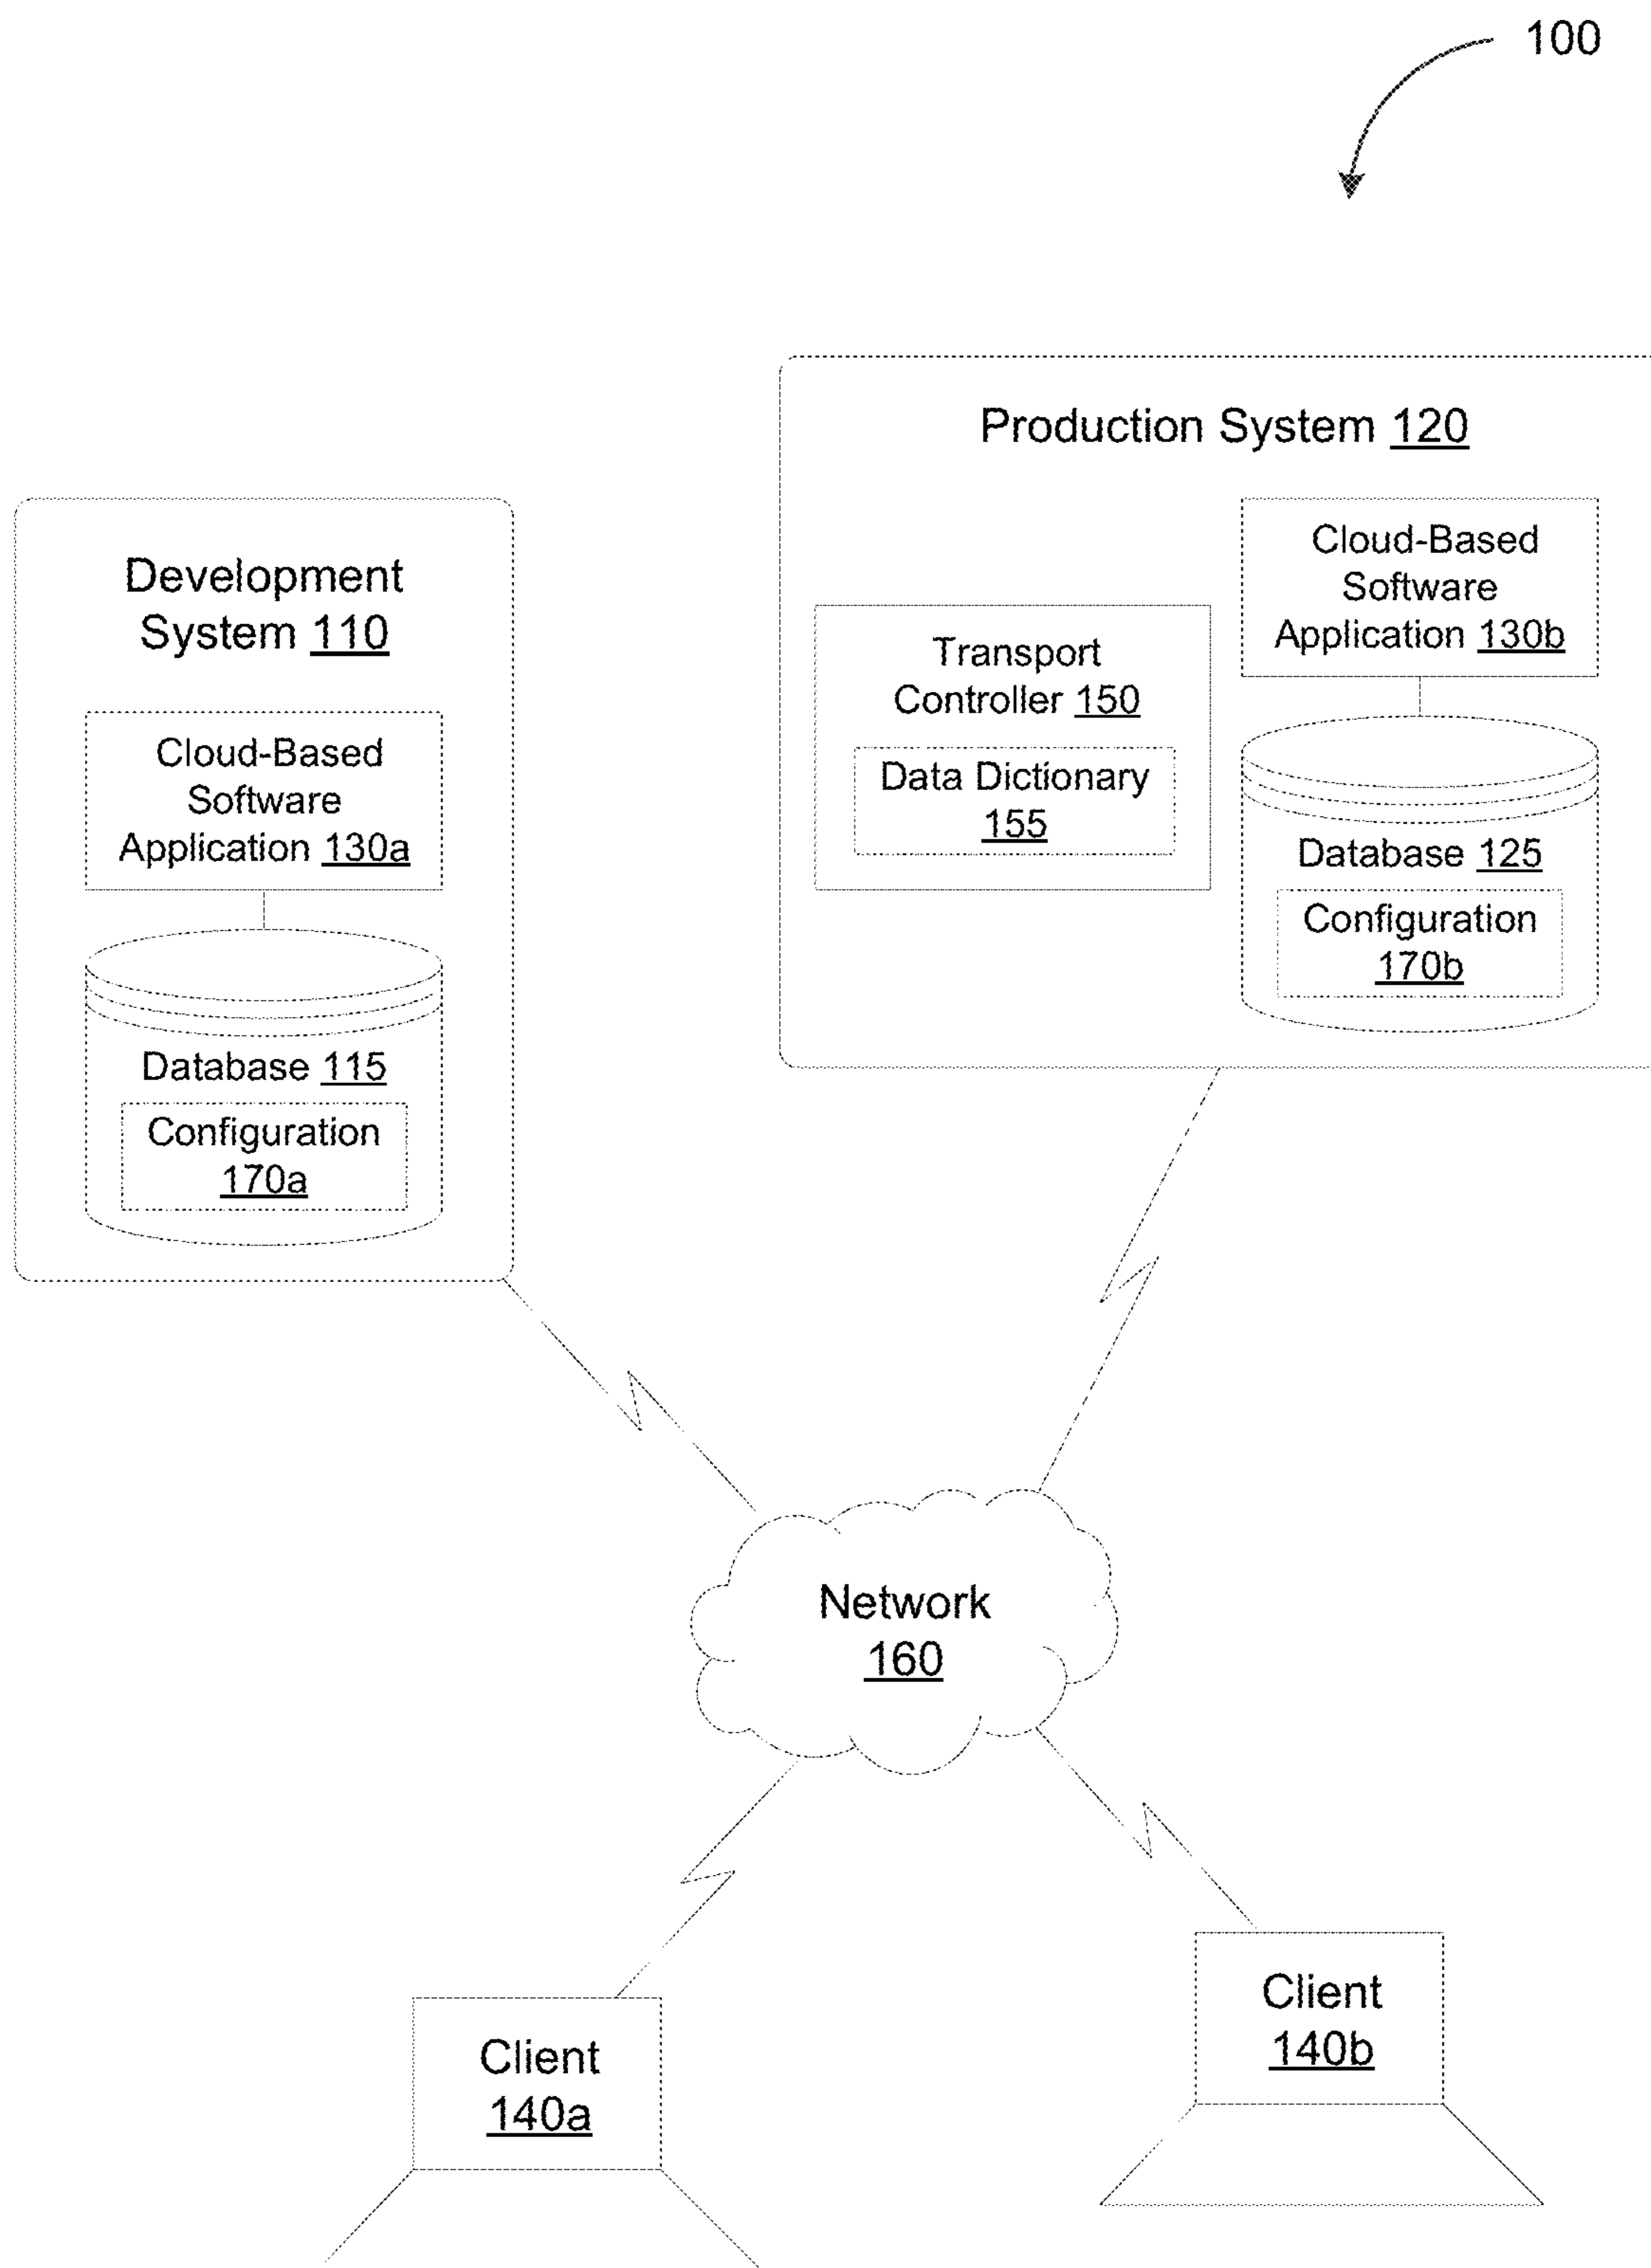 100
Production System 120
Cloud-Based
Software
Application 130b
Transport
Controller 150
Data Dictionary
155
Database 125
Configuration
170b
Development
System 110
Cloud-Based
Software
Application 130a
Database 115
Configuration
170a
Network
160
Client
140a
Client
140b